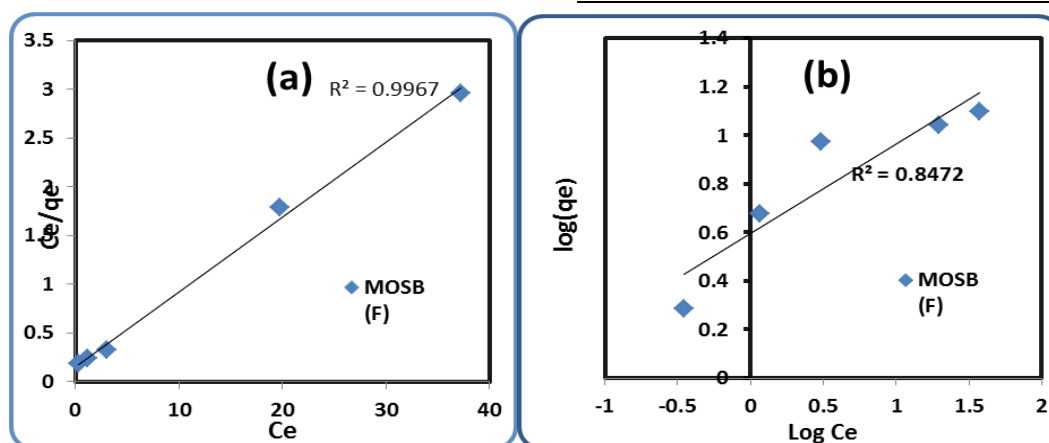 3.5
3
2.5
2
1.5
1
0.5
0
0
10
20
30
40
Ce/qe
Ce
(a)
R² = 0.9967
MOSB
(F)
1.4
1.2
1
0.8
0.6
0.4
0.2
0
-1
-0.5
0
0.5
1
1.5
2
log(qe)
Log Ce
(b)
R² = 0.8472
MOSB
(F)